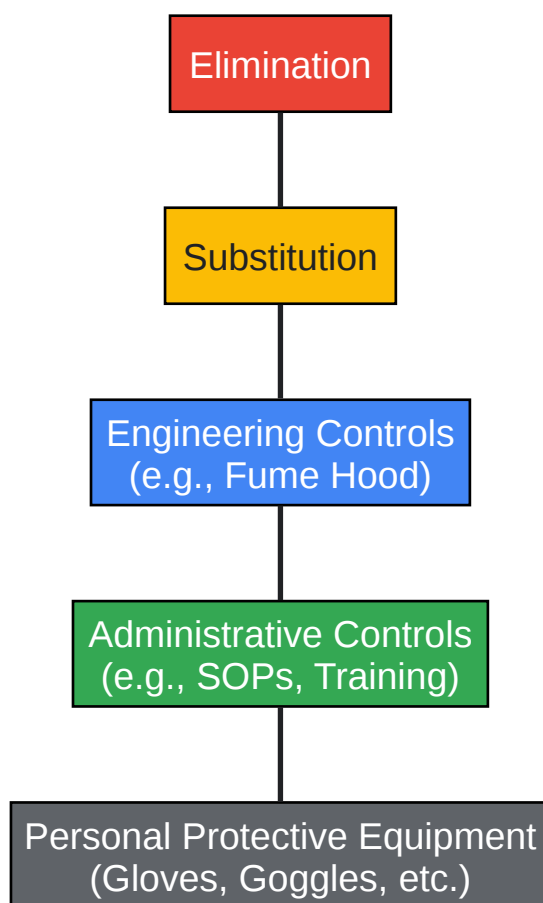 Elimination
Substitution
Engineering Controls
(e.g., Fume Hood)
Administrative Controls
(e.g., SOPs, Training)
Personal Protective Equipment
(Gloves, Goggles, etc.)